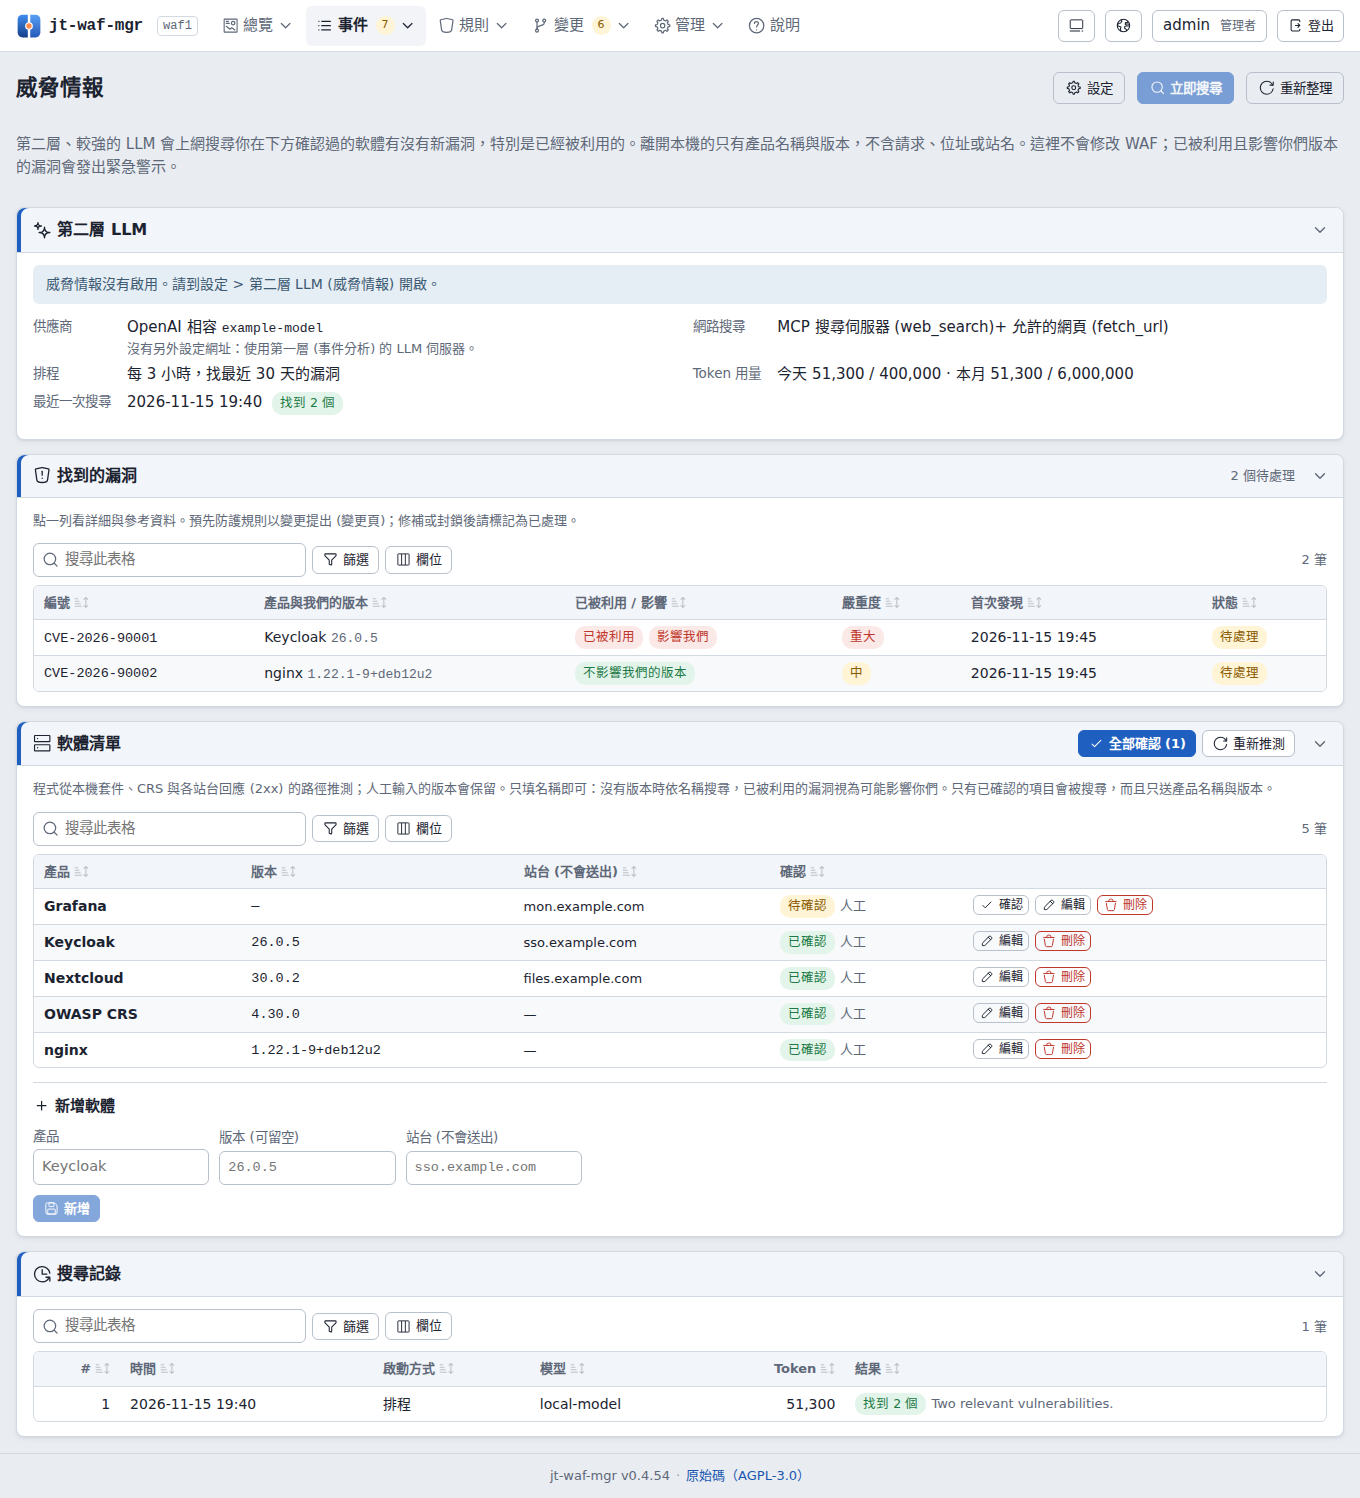 jt-waf-mgr waf1 總覽 事件 7 規則 變更 6 管理 說明 admin 管理者 登出
威脅情報 設定 立即搜尋 重新整理
第二層、較強的 LLM 會上網搜尋你在下方確認過的軟體有沒有新漏洞，特別是已經被利用的。離開本機的只有產品名稱與版本，不含請求、位址或站名。這裡不會修改 WAF；已被利用且影響你們版本
的漏洞會發出緊急警示。
第二層 LLM
威脅情報沒有啟用。請到設定 > 第二層 LLM (威脅情報) 開啟。
供應商 OpenAI 相容 example-model 網路搜尋 MCP 搜尋伺服器 (web_search)+ 允許的網頁 (fetch_url)
沒有另外設定網址：使用第一層 (事件分析) 的 LLM 伺服器。
排程 每 3 小時，找最近 30 天的漏洞 Token 用量 今天 51,300 / 400,000 · 本月 51,300 / 6,000,000
最近一次搜尋 2026-11-15 19:40 找到 2 個
找到的漏洞 2 個待處理
點一列看詳細與參考資料。預先防護規則以變更提出 (變更頁)；修補或封鎖後請標記為已處理。
搜尋此表格 篩選 欄位 2 筆
編號 產品與我們的版本 已被利用 / 影響 嚴重度 首次發現 狀態
CVE-2026-90001 Keycloak 26.0.5 已被利用 影響我們 重大 2026-11-15 19:45 待處理
CVE-2026-90002 nginx 1.22.1-9+deb12u2 不影響我們的版本 中 2026-11-15 19:45 待處理
軟體清單 全部確認 (1) 重新推測
程式從本機套件、CRS 與各站台回應 (2xx) 的路徑推測；人工輸入的版本會保留。只填名稱即可：沒有版本時依名稱搜尋，已被利用的漏洞視為可能影響你們。只有已確認的項目會被搜尋，而且只送產品名稱與版本。
搜尋此表格 篩選 欄位 5 筆
產品 版本 站台 (不會送出) 確認
Grafana — mon.example.com 待確認 人工 確認 編輯 刪除
Keycloak 26.0.5 sso.example.com 已確認 人工 編輯 刪除
Nextcloud 30.0.2 files.example.com 已確認 人工 編輯 刪除
OWASP CRS 4.30.0 — 已確認 人工 編輯 刪除
nginx 1.22.1-9+deb12u2 — 已確認 人工 編輯 刪除
新增軟體
產品 版本 (可留空) 站台 (不會送出)
Keycloak 26.0.5 sso.example.com
新增
搜尋記錄
搜尋此表格 篩選 欄位 1 筆
# 時間 啟動方式 模型 Token 結果
1 2026-11-15 19:40 排程 local-model 51,300 找到 2 個 Two relevant vulnerabilities.
jt-waf-mgr v0.4.54 · 原始碼（AGPL-3.0）